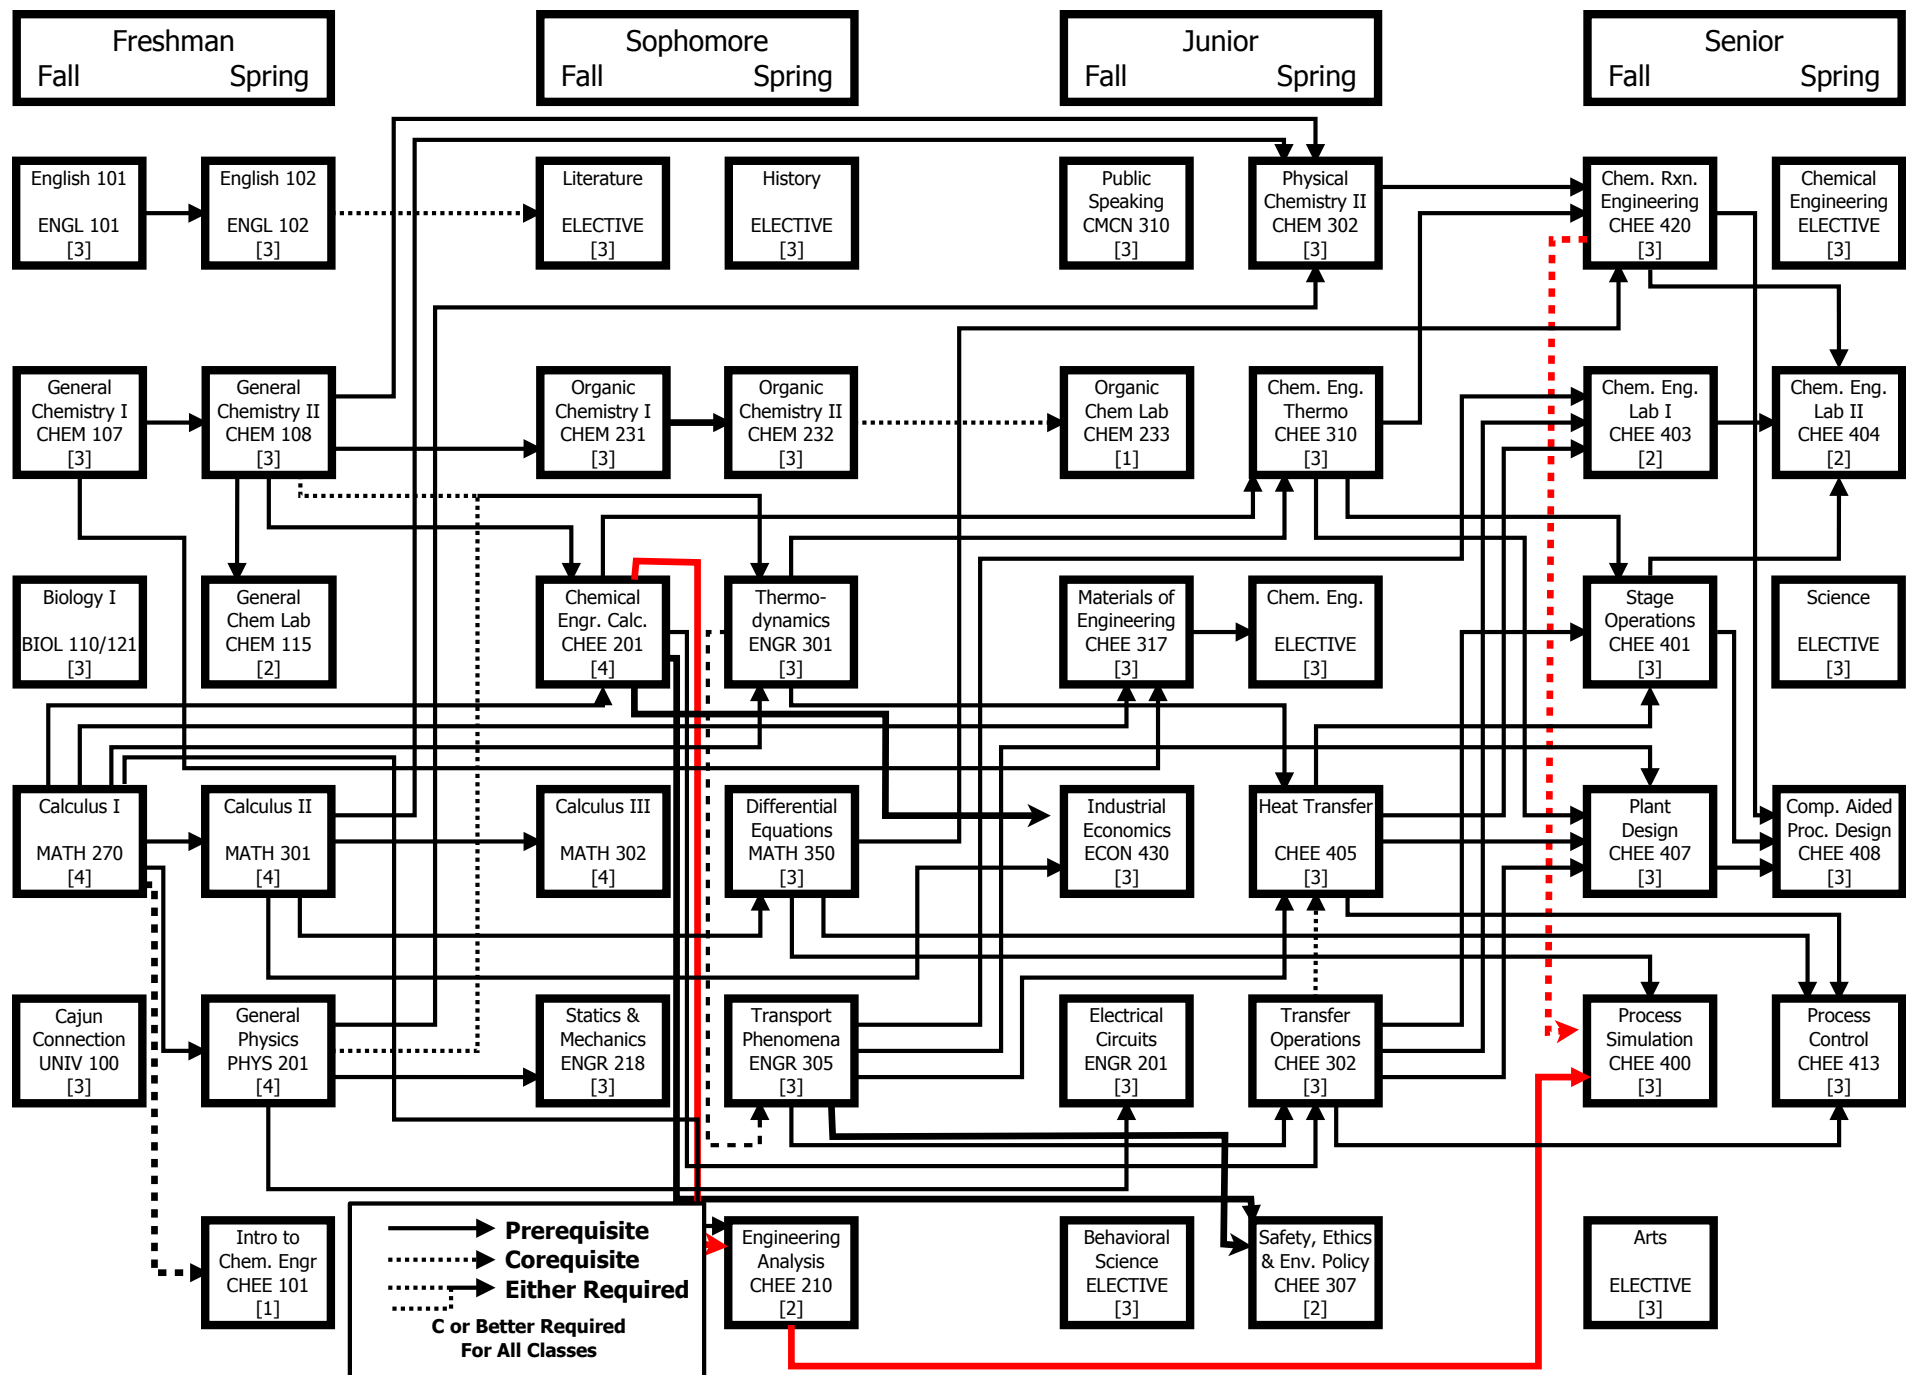 Freshman
Fall Spring
Sophomore
Fall Spring
Junior
Fall Spring
Senior
Fall Spring
English 101
ENGL 101
[3]
English 102
ENGL 102
[3]
Literature
ELECTIVE
[3]
History
ELECTIVE
[3]
Public
Speaking
CMCN 310
[3]
Physical
Chemistry II
CHEM 302
[3]
Chem. Rxn.
Engineering
CHEE 420
[3]
Chemical
Engineering
ELECTIVE
[3]
General
Chemistry I
CHEM 107
[3]
General
Chemistry II
CHEM 108
[3]
Organic
Chemistry I
CHEM 231
[3]
Organic
Chemistry II
CHEM 232
[3]
Organic
Chem Lab
CHEM 233
[1]
Chem. Eng.
Thermo
CHEE 310
[3]
Chem. Eng.
Lab I
CHEE 403
[2]
Chem. Eng.
Lab II
CHEE 404
[2]
Biology I
BIOL 110/121
[3]
General
Chem Lab
CHEM 115
[2]
Chemical
Engr. Calc.
CHEE 201
[4]
Thermo-
dynamics
ENGR 301
[3]
Materials of
Engineering
CHEE 317
[3]
Chem. Eng.
ELECTIVE
[3]
Stage
Operations
CHEE 401
[3]
Science
ELECTIVE
[3]
Calculus I
MATH 270
[4]
Calculus II
MATH 301
[4]
Calculus III
MATH 302
[4]
Differential
Equations
MATH 350
[3]
Industrial
Economics
ECON 430
[3]
Heat Transfer
CHEE 405
[3]
Plant
Design
CHEE 407
[3]
Comp. Aided
Proc. Design
CHEE 408
[3]
Cajun
Connection
UNIV 100
[3]
General
Physics
PHYS 201
[4]
Statics &
Mechanics
ENGR 218
[3]
Transport
Phenomena
ENGR 305
[3]
Electrical
Circuits
ENGR 201
[3]
Transfer
Operations
CHEE 302
[3]
Process
Simulation
CHEE 400
[3]
Process
Control
CHEE 413
[3]
Intro to
Chem. Engr
CHEE 101
[1]
Prerequisite
Corequisite
Either Required
C or Better Required
For All Classes
Engineering
Analysis
CHEE 210
[2]
Behavioral
Science
ELECTIVE
[3]
Safety, Ethics
& Env. Policy
CHEE 307
[2]
Arts
ELECTIVE
[3]